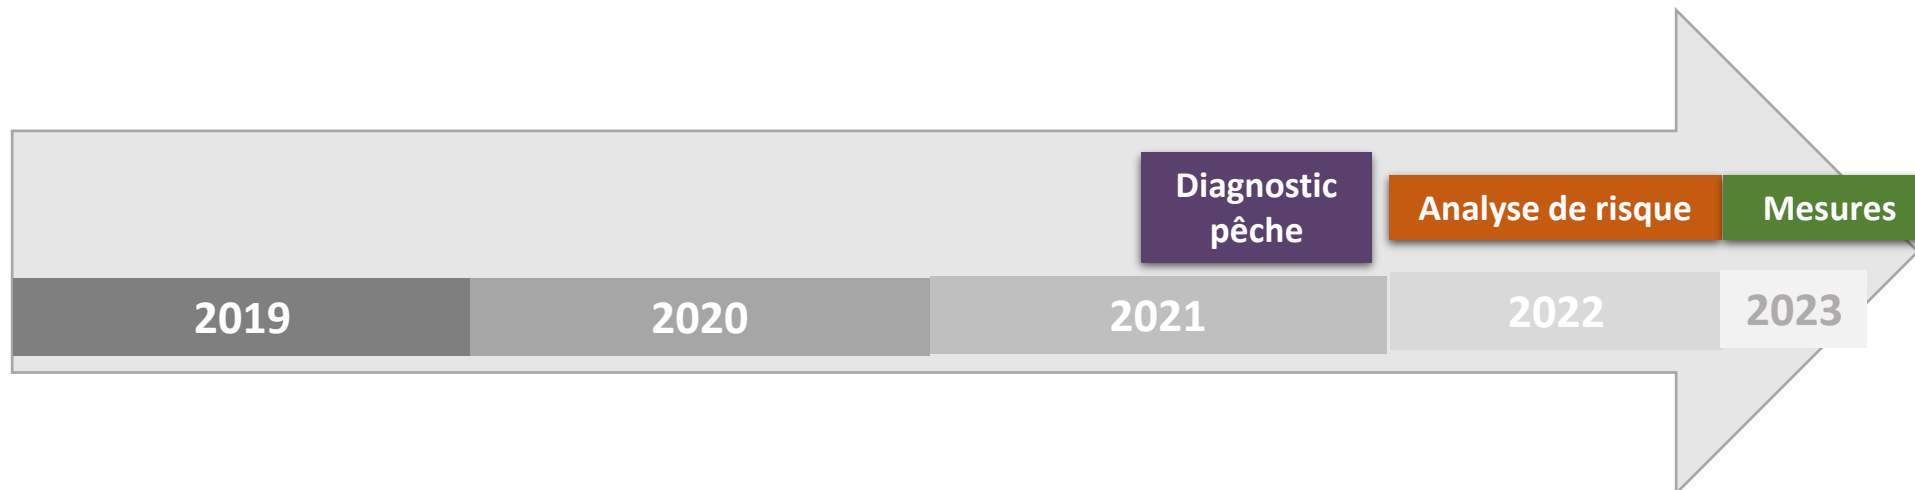 Diagnostic
pêche
Analyse de risque
Mesures
2019
2020
2021
2022
2023